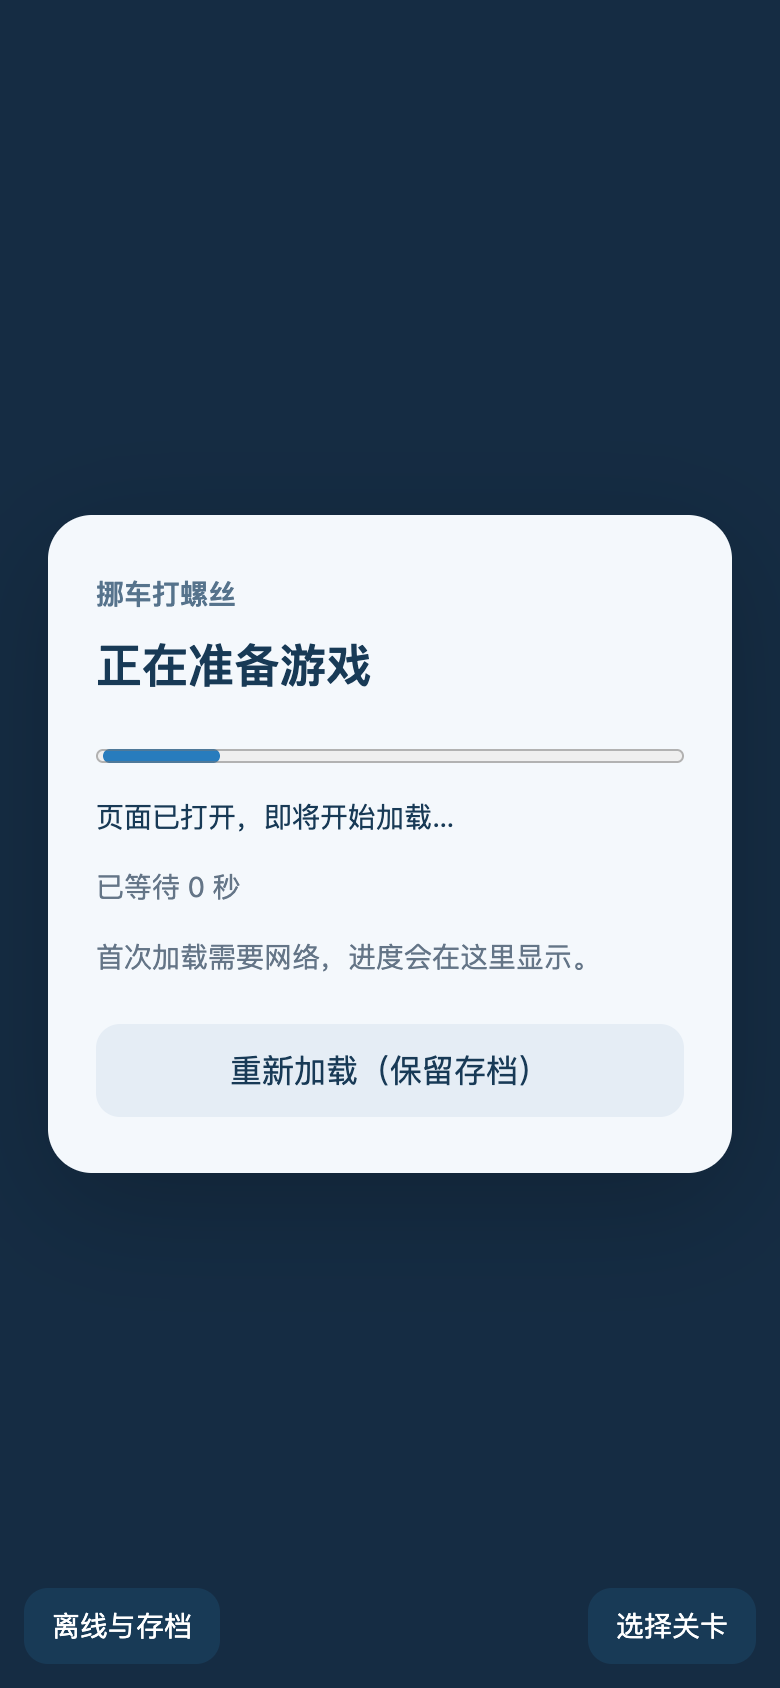 挪车打螺丝
正在准备游戏
页面已打开，即将开始加载...
已等待 0 秒
首次加载需要网络，进度会在这里显示。
重新加载（保留存档）
离线与存档
选择关卡